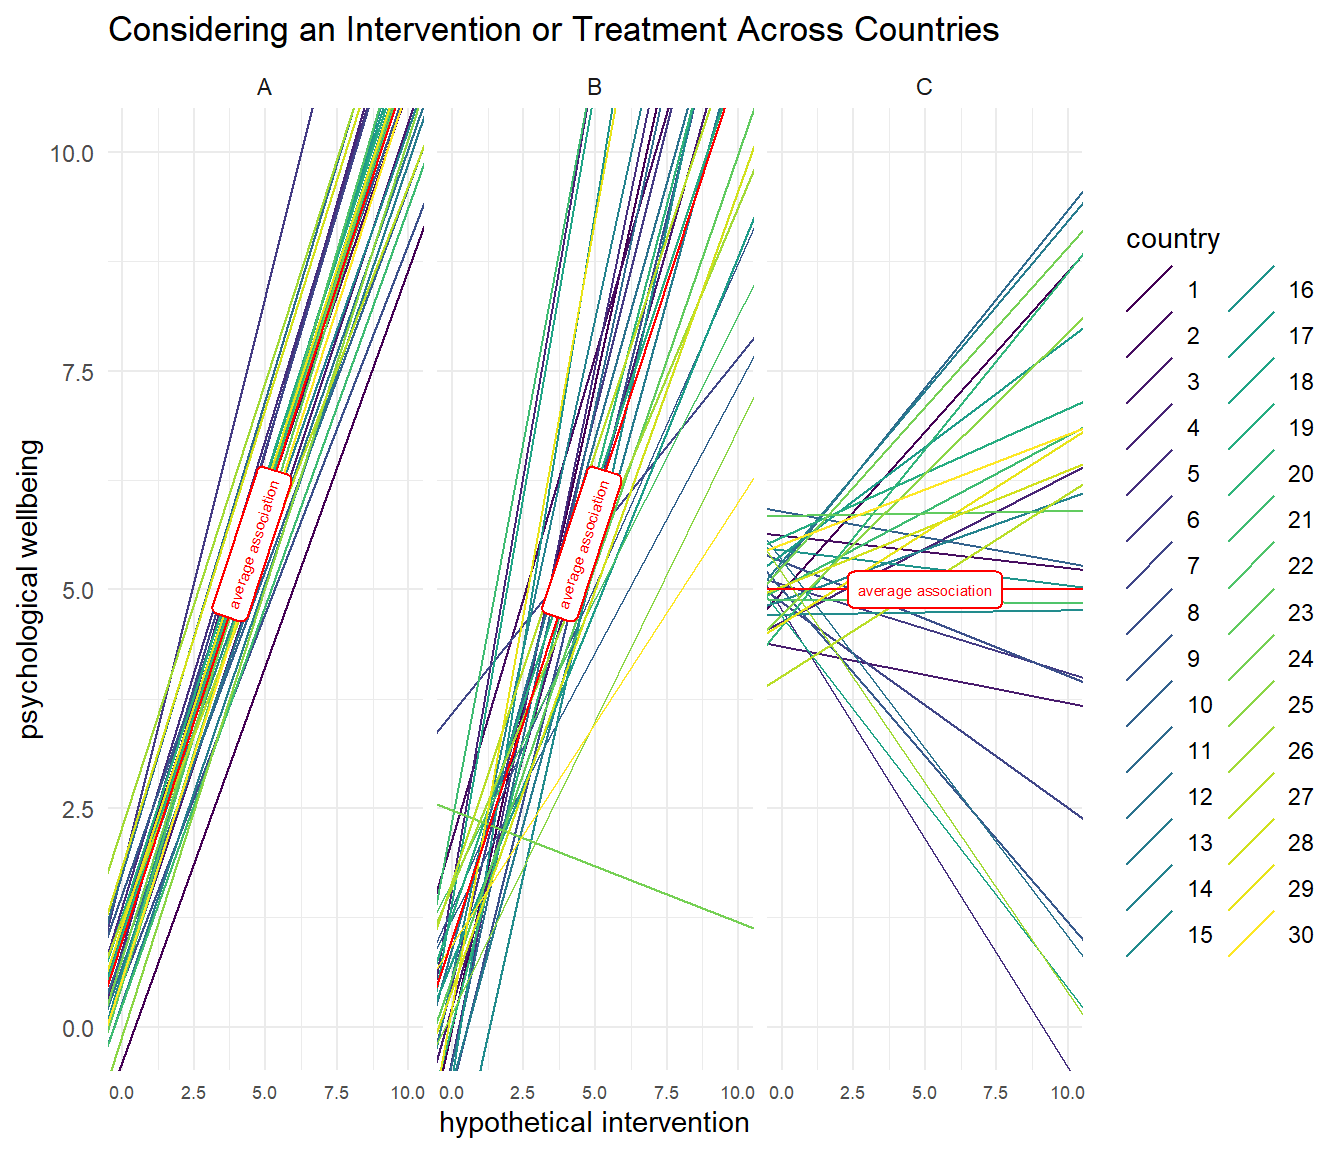 Considering an Intervention or Treatment Across Countries
A
B
C
psychological wellbeing
10.0
7.5
5.0
2.5
0.0
average association
average association
average association
0.0 2.5 5.0 7.5 10.0
0.0 2.5 5.0 7.5 10.0
0.0 2.5 5.0 7.5 10.0
hypothetical intervention
country
1 16
2 17
3 18
4 19
5 20
6 21
7 22
8 23
9 24
10 25
11 26
12 27
13 28
14 29
15 30